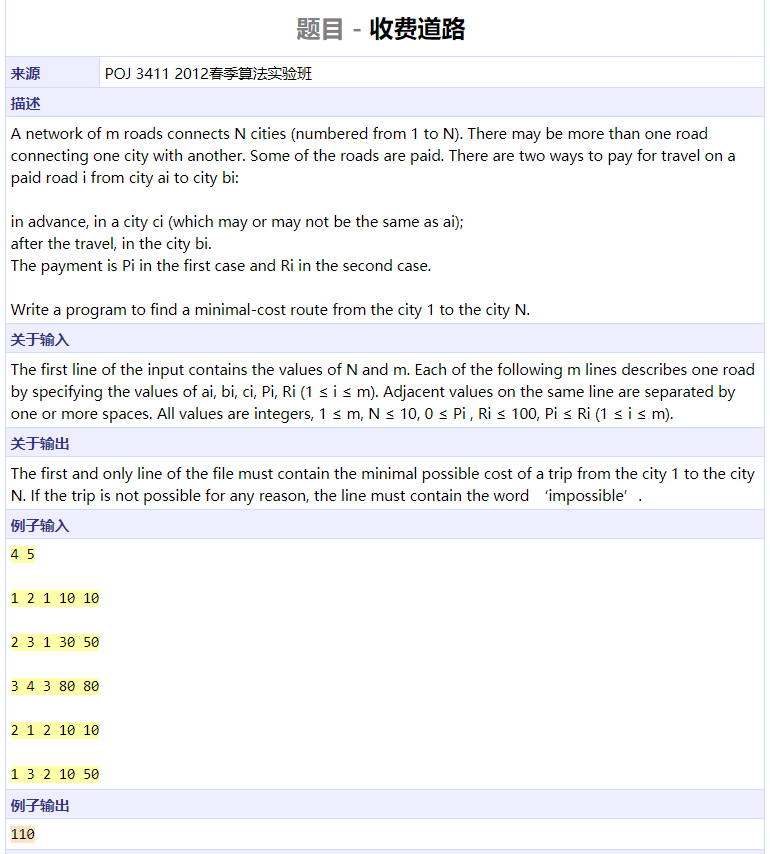 题目 - 收费道路
来源 POJ 3411 2012春季算法实验班
描述
A network of m roads connects N cities (numbered from 1 to N). There may be more than one road
connecting one city with another. Some of the roads are paid. There are two ways to pay for travel on a
paid road i from city ai to city bi:
in advance, in a city ci (which may or may not be the same as ai);
after the travel, in the city bi.
The payment is Pi in the first case and Ri in the second case.
Write a program to find a minimal-cost route from the city 1 to the city N.
关于输入
The first line of the input contains the values of N and m. Each of the following m lines describes one road
by specifying the values of ai, bi, ci, Pi, Ri (1 ≤ i ≤ m). Adjacent values on the same line are separated by
one or more spaces. All values are integers, 1 ≤ m, N ≤ 10, 0 ≤ Pi , Ri ≤ 100, Pi ≤ Ri (1 ≤ i ≤ m).
关于输出
The first and only line of the file must contain the minimal possible cost of a trip from the city 1 to the city
N. If the trip is not possible for any reason, the line must contain the word ‘impossible’.
例子输入
4 5
1 2 1 10 10
2 3 1 30 50
3 4 3 80 80
2 1 2 10 10
1 3 2 10 50
例子输出
110